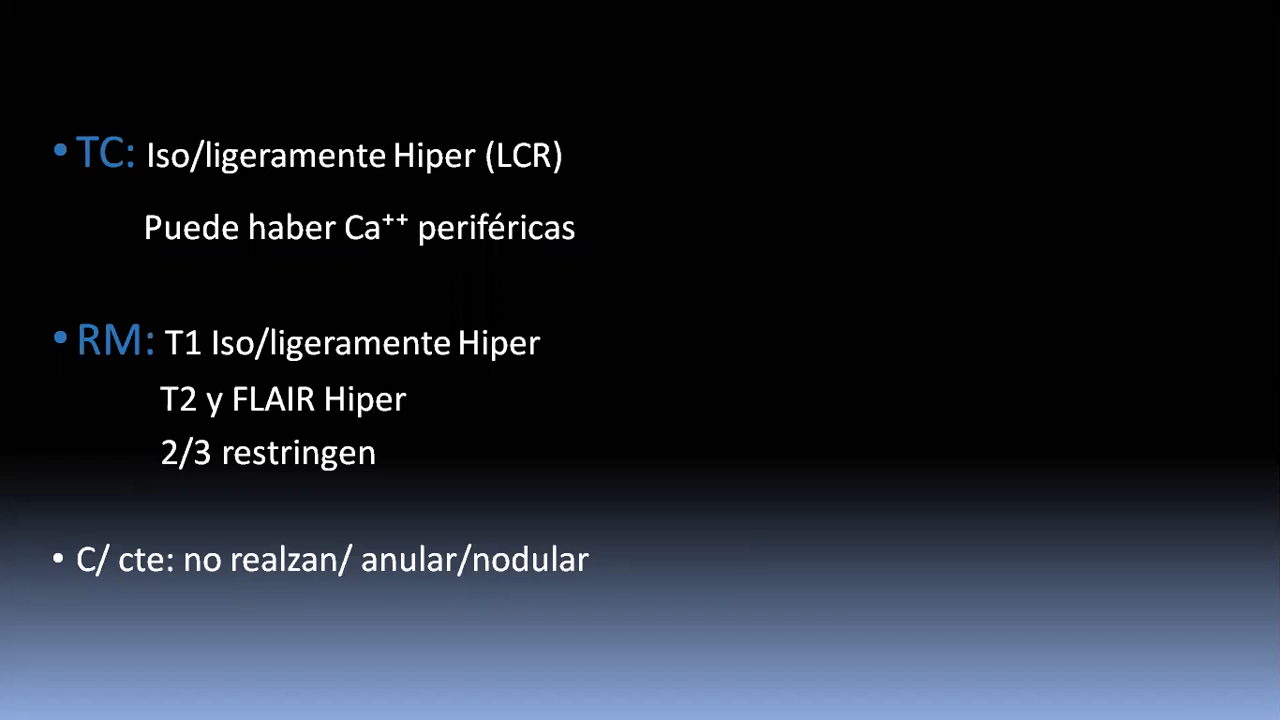 • TC: Iso/ligeramente Hiper (LCR)
Puede haber Ca⁺⁺ periféricas
• RM: T1 Iso/ligeramente Hiper
T2 y FLAIR Hiper
2/3 restringen
• C/ cte: no realzan/ anular/nodular